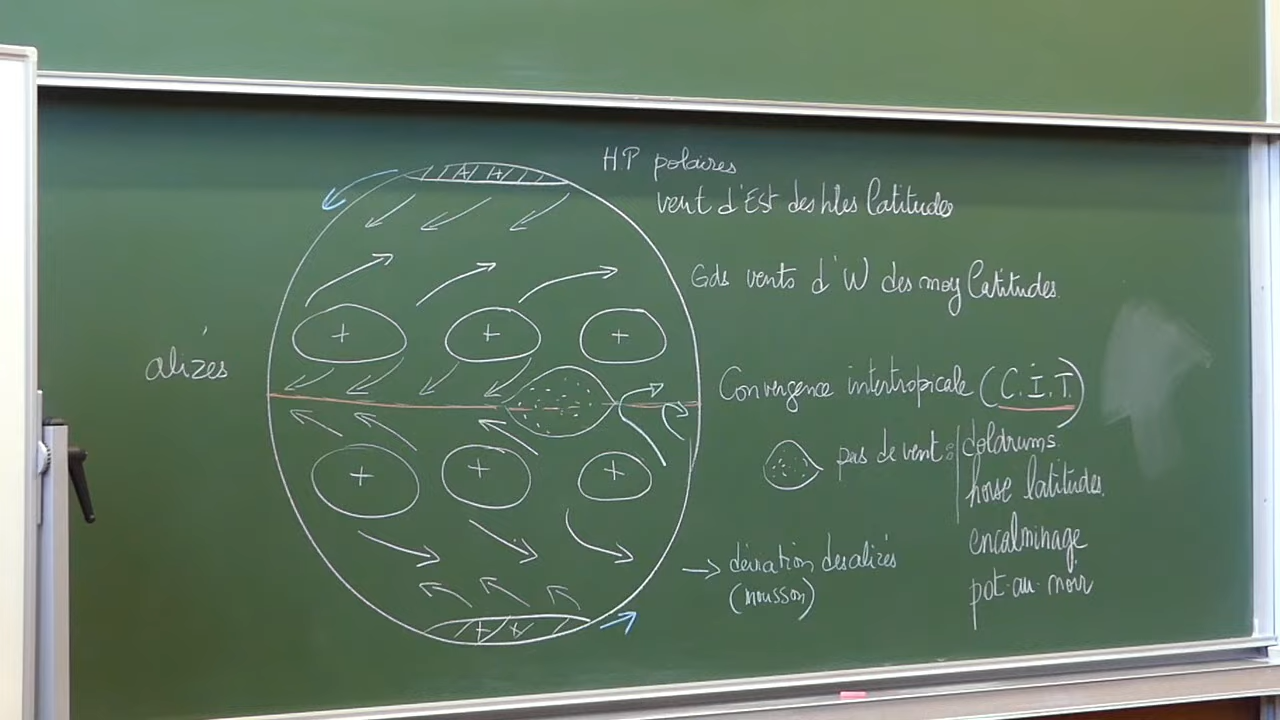 HP polaires
vent d'Est des htes latitudes
Gds vents d'W des moy latitudes.
alizés
Convergence intertropicale (C.I.T.)
pas de vent : doldrums.
horse latitudes.
encalminage
pot-au-noir
→ déviation des alizés
(mousson)